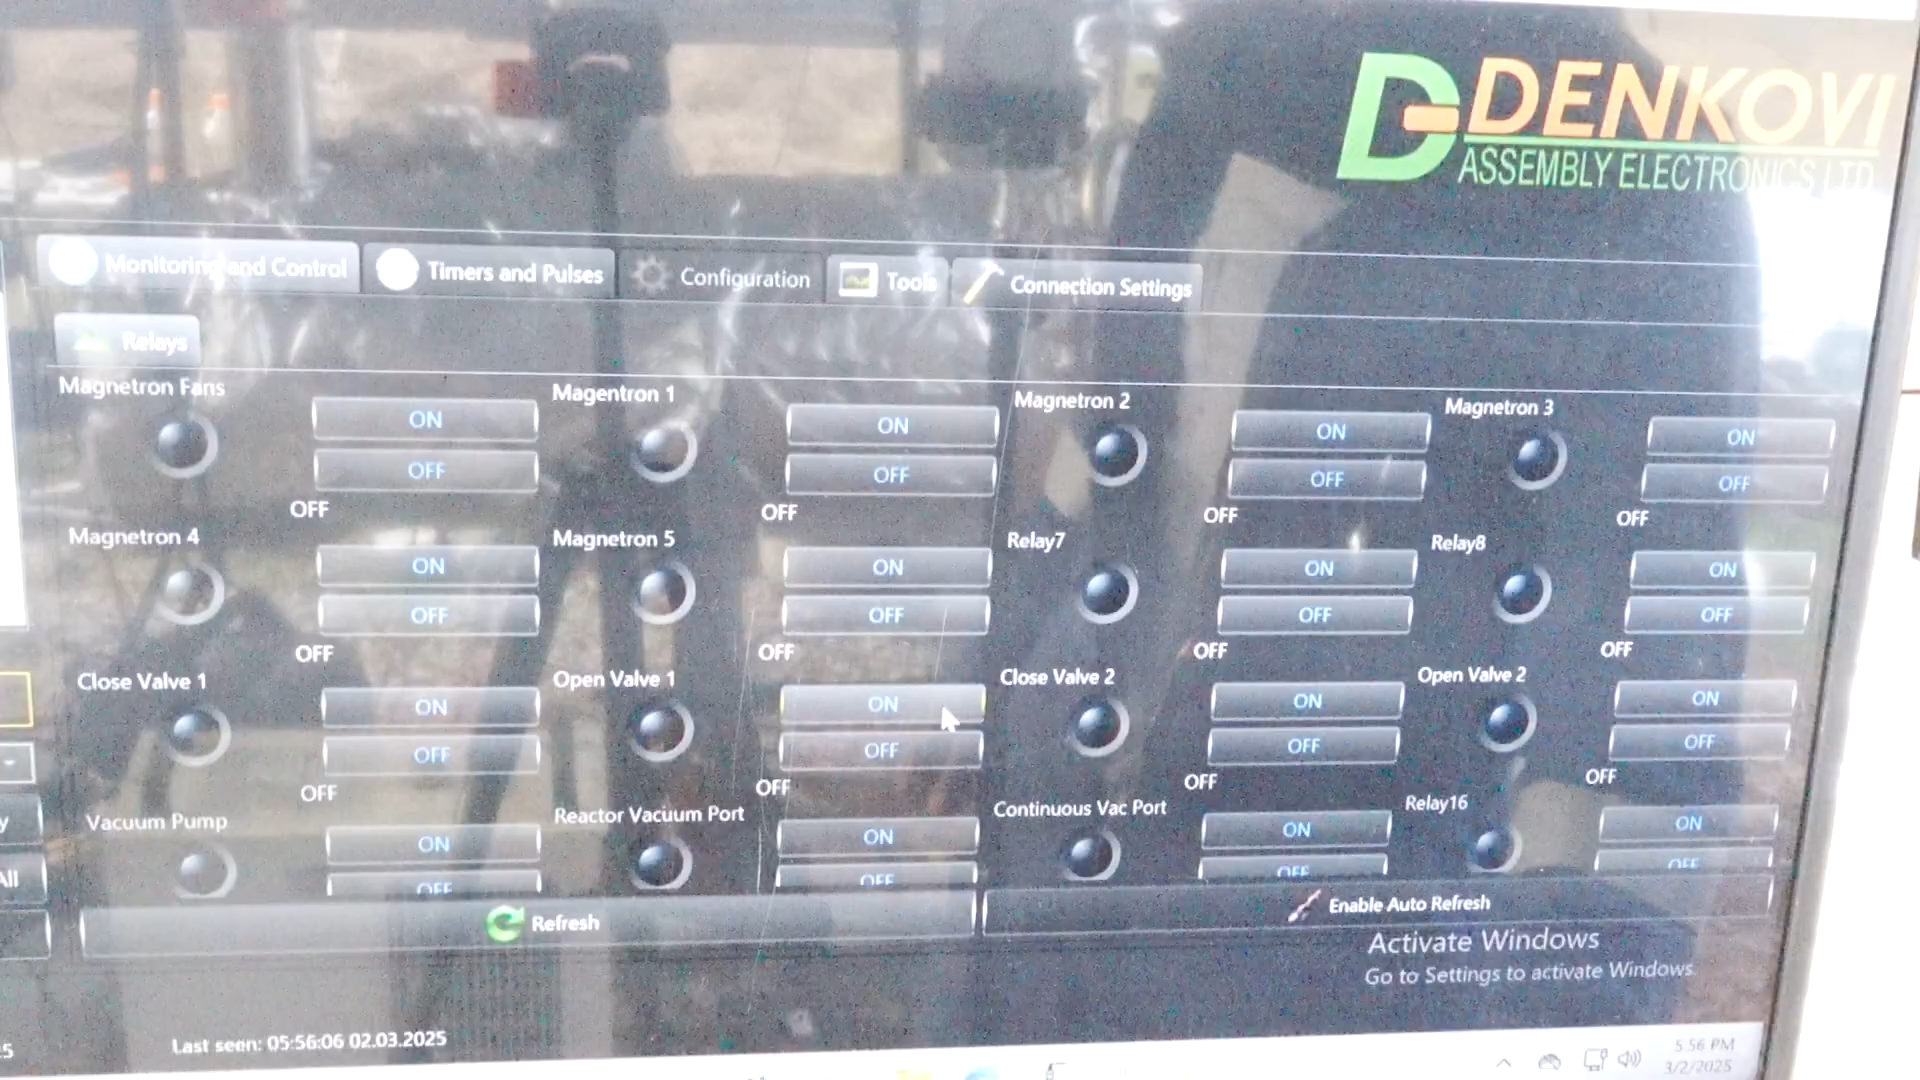 DENKOVI
ASSEMBLY ELECTRONICS LTD
Monitoring and Control
Timers and Pulses
Configuration
Tools
Connection Settings
Relays
Magnetron Fans
ON
OFF
OFF
Magentron 1
ON
OFF
OFF
Magnetron 2
ON
OFF
OFF
Magnetron 3
ON
OFF
OFF
Magnetron 4
ON
OFF
OFF
Magnetron 5
ON
OFF
OFF
Relay7
ON
OFF
OFF
Relay8
ON
OFF
OFF
Close Valve 1
ON
OFF
OFF
Open Valve 1
ON
OFF
OFF
Close Valve 2
ON
OFF
OFF
Open Valve 2
ON
OFF
OFF
Vacuum Pump
ON
OFF
Reactor Vacuum Port
ON
OFF
Continuous Vac Port
ON
OFF
Relay16
ON
OFF
y
All
Refresh
Enable Auto Refresh
Activate Windows
Go to Settings to activate Windows.
5
Last seen: 05:56:06 02.03.2025
5:56 PM
3/2/2025